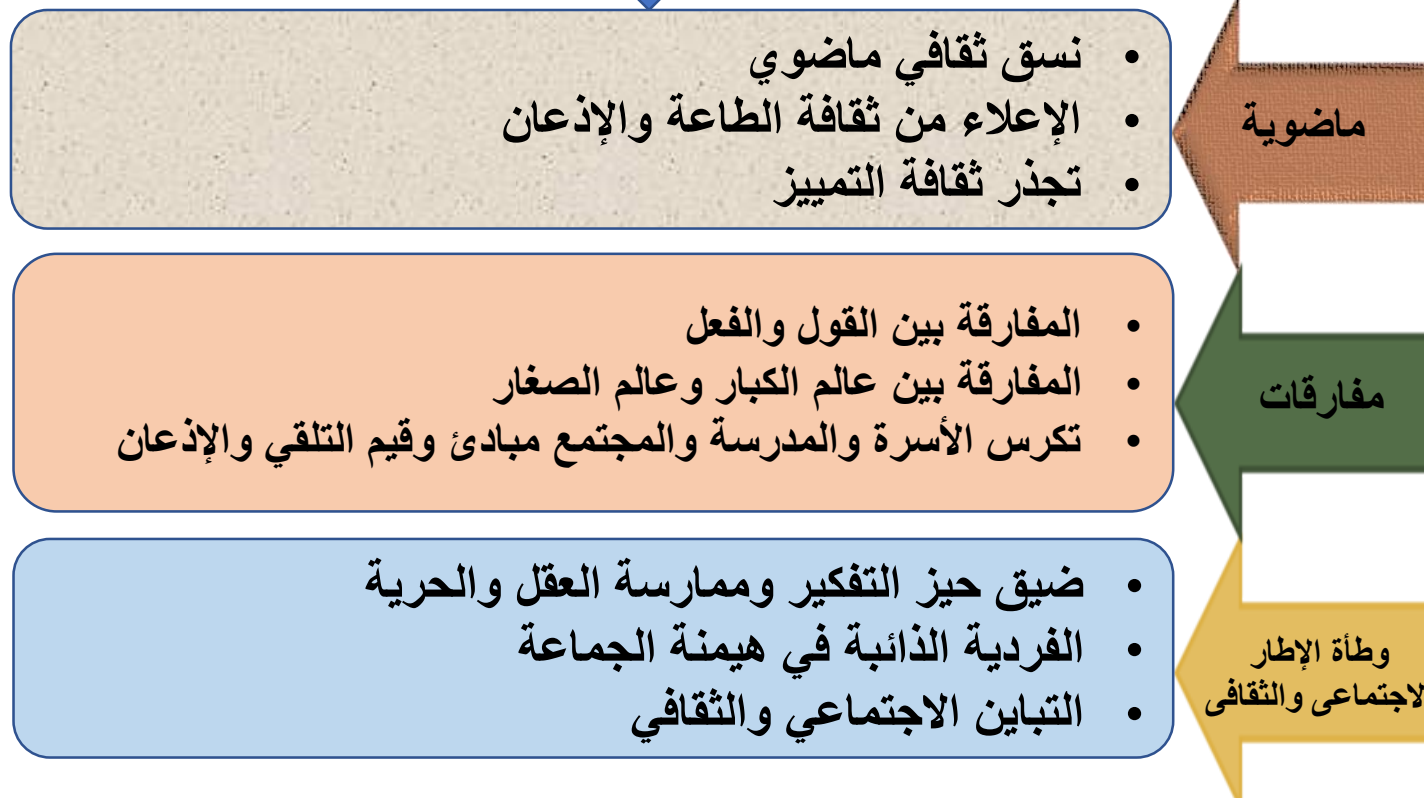 ماضوية
• نسق ثقافي ماضوي
• الإعلاء من ثقافة الطاعة والإذعان
• تجذر ثقافة التمييز
مفارقات
• المفارقة بين القول والفعل
• المفارقة بين عالم الكبار وعالم الصغار
• تكرس الأسرة والمدرسة والمجتمع مبادئ وقيم التلقي والإذعان
وطأة الإطار
لاجتماعى والثقافى
• ضيق حيز التفكير وممارسة العقل والحرية
• الفردية الذائبة في هيمنة الجماعة
• التباين الاجتماعي والثقافي